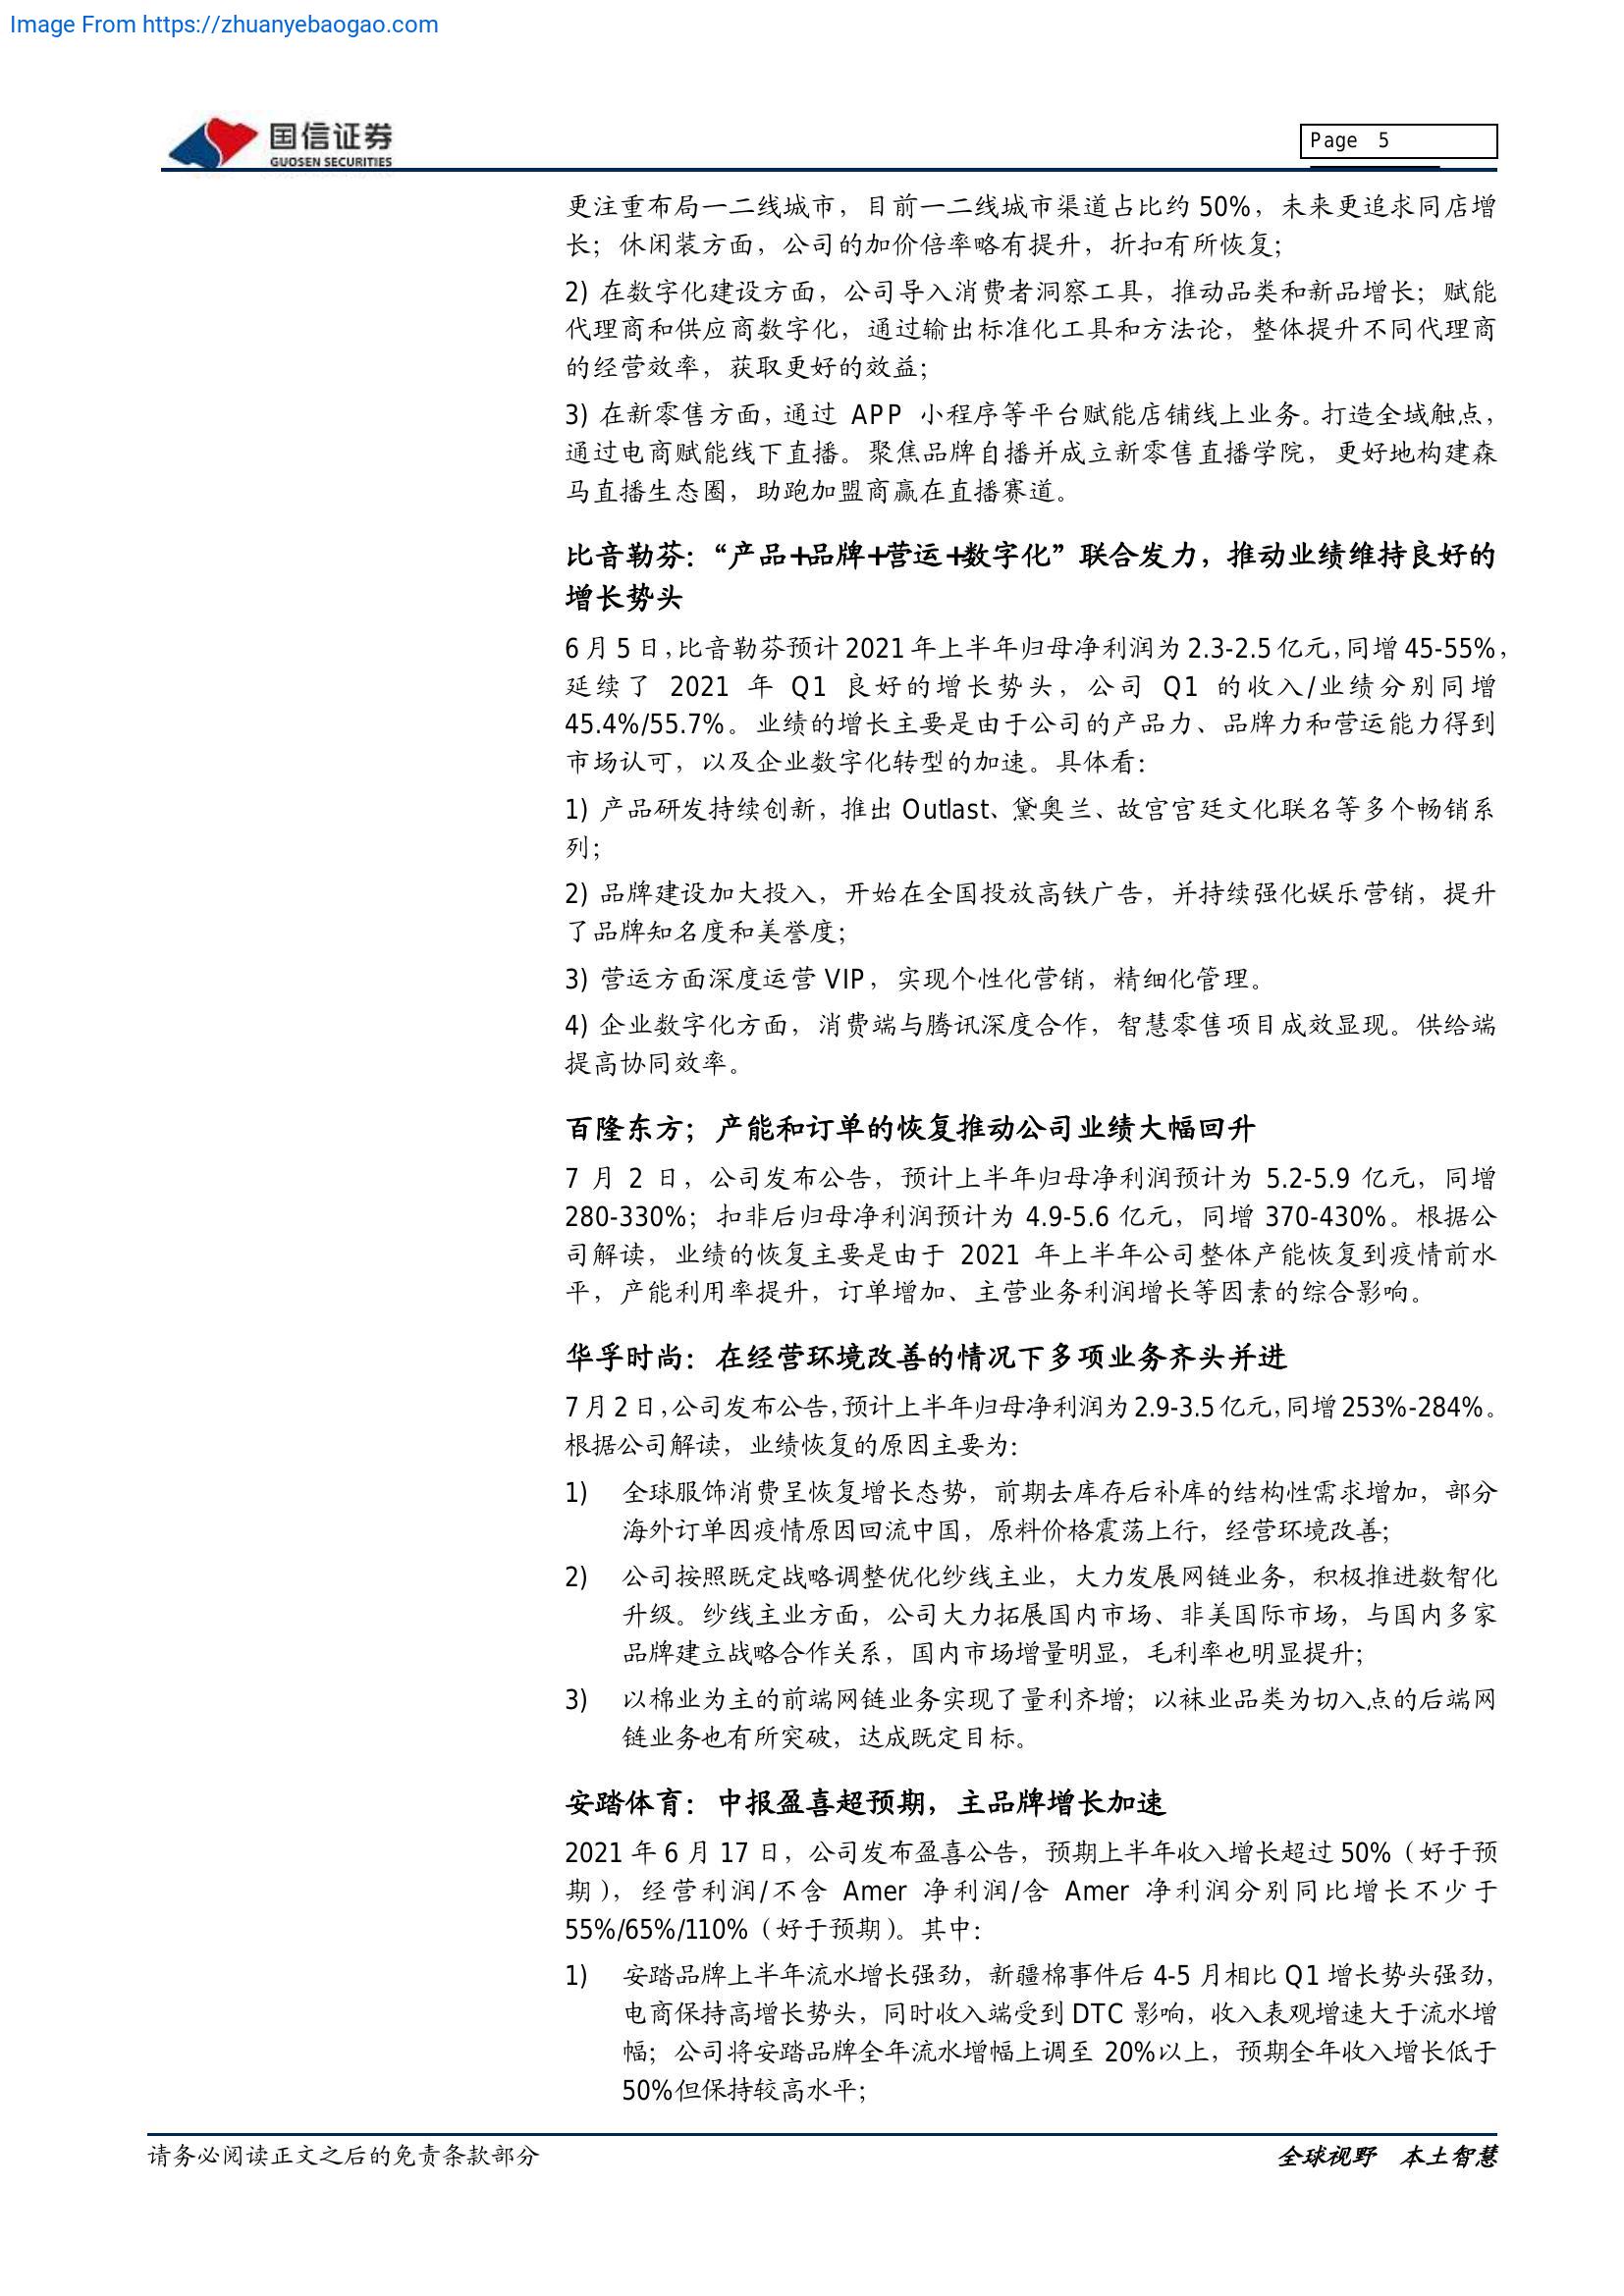 Image From https://zhuanyebaogao.com
国信证券
GUOSEN SECURITIES
Page 5
更注重布局一二线城市，目前一二线城市渠道占比约 50%，未来更追求同店增
长；休闲装方面，公司的加价倍率略有提升，折扣有所恢复；
2) 在数字化建设方面，公司导入消费者洞察工具，推动品类和新品增长；赋能
代理商和供应商数字化，通过输出标准化工具和方法论，整体提升不同代理商
的经营效率，获取更好的效益；
3) 在新零售方面，通过 APP 小程序等平台赋能店铺线上业务。打造全域触点，
通过电商赋能线下直播。聚焦品牌自播并成立新零售直播学院，更好地构建森
马直播生态圈，助跑加盟商赢在直播赛道。
比音勒芬：“产品+品牌+营运+数字化”联合发力，推动业绩维持良好的
增长势头
6 月 5 日，比音勒芬预计 2021 年上半年归母净利润为 2.3-2.5 亿元，同增 45-55%，
延续了 2021 年 Q1 良好的增长势头，公司 Q1 的收入/业绩分别同增
45.4%/55.7%。业绩的增长主要是由于公司的产品力、品牌力和营运能力得到
市场认可，以及企业数字化转型的加速。具体看：
1) 产品研发持续创新，推出 Outlast、黛奥兰、故宫宫廷文化联名等多个畅销系
列；
2) 品牌建设加大投入，开始在全国投放高铁广告，并持续强化娱乐营销，提升
了品牌知名度和美誉度；
3) 营运方面深度运营 VIP，实现个性化营销，精细化管理。
4) 企业数字化方面，消费端与腾讯深度合作，智慧零售项目成效显现。供给端
提高协同效率。
百隆东方；产能和订单的恢复推动公司业绩大幅回升
7 月 2 日，公司发布公告，预计上半年归母净利润预计为 5.2-5.9 亿元，同增
280-330%；扣非后归母净利润预计为 4.9-5.6 亿元，同增 370-430%。根据公
司解读，业绩的恢复主要是由于 2021 年上半年公司整体产能恢复到疫情前水
平，产能利用率提升，订单增加、主营业务利润增长等因素的综合影响。
华孚时尚：在经营环境改善的情况下多项业务齐头并进
7 月 2 日，公司发布公告，预计上半年归母净利润为 2.9-3.5 亿元，同增 253%-284%。
根据公司解读，业绩恢复的原因主要为：
1) 全球服饰消费呈恢复增长态势，前期去库存后补库的结构性需求增加，部分
海外订单因疫情原因回流中国，原料价格震荡上行，经营环境改善；
2) 公司按照既定战略调整优化纱线主业，大力发展网链业务，积极推进数智化
升级。纱线主业方面，公司大力拓展国内市场、非美国际市场，与国内多家
品牌建立战略合作关系，国内市场增量明显，毛利率也明显提升；
3) 以棉业为主的前端网链业务实现了量利齐增；以袜业品类为切入点的后端网
链业务也有所突破，达成既定目标。
安踏体育：中报盈喜超预期，主品牌增长加速
2021 年 6 月 17 日，公司发布盈喜公告，预期上半年收入增长超过 50%（好于预
期），经营利润/不含 Amer 净利润/含 Amer 净利润分别同比增长不少于
55%/65%/110%（好于预期）。其中：
1) 安踏品牌上半年流水增长强劲，新疆棉事件后 4-5 月相比 Q1 增长势头强劲，
电商保持高增长势头，同时收入端受到 DTC 影响，收入表观增速大于流水增
幅；公司将安踏品牌全年流水增幅上调至 20%以上，预期全年收入增长低于
50%但保持较高水平；
请务必阅读正文之后的免责条款部分
全球视野 本土智慧